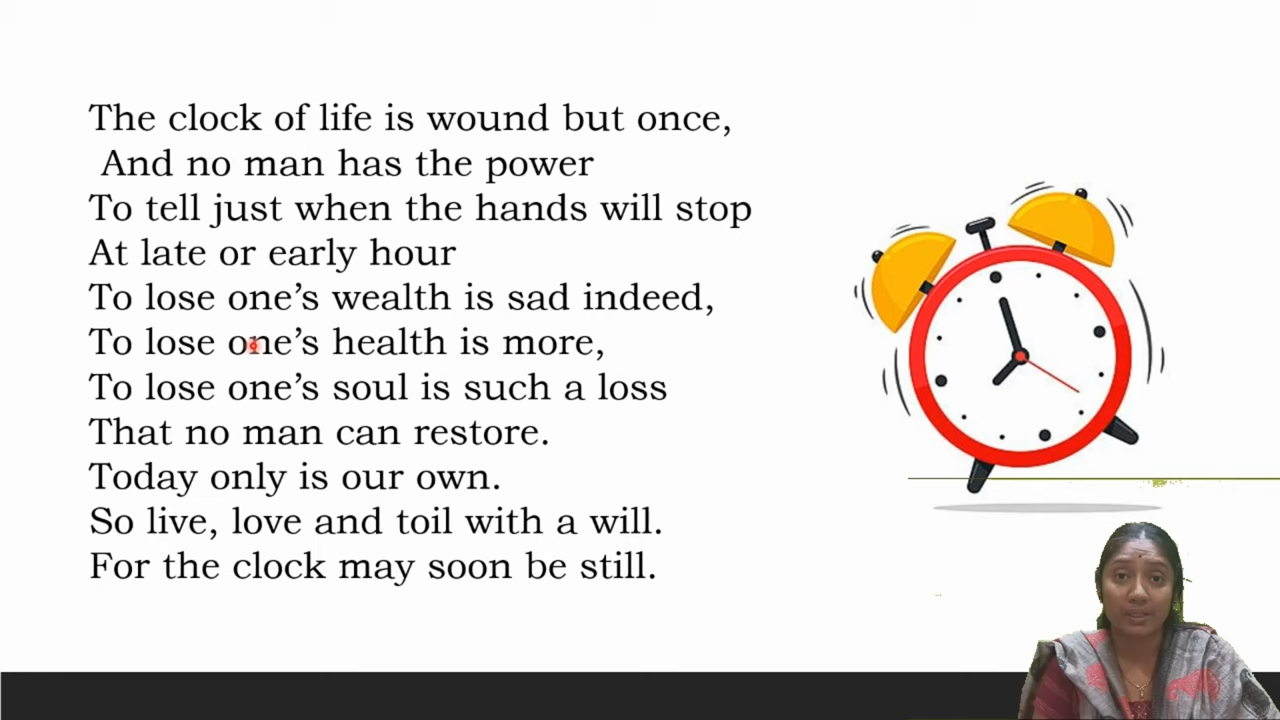 The clock of life is wound but once,
And no man has the power
To tell just when the hands will stop
At late or early hour
To lose one’s wealth is sad indeed,
To lose one’s health is more,
To lose one’s soul is such a loss
That no man can restore.
Today only is our own.
So live, love and toil with a will.
For the clock may soon be still.